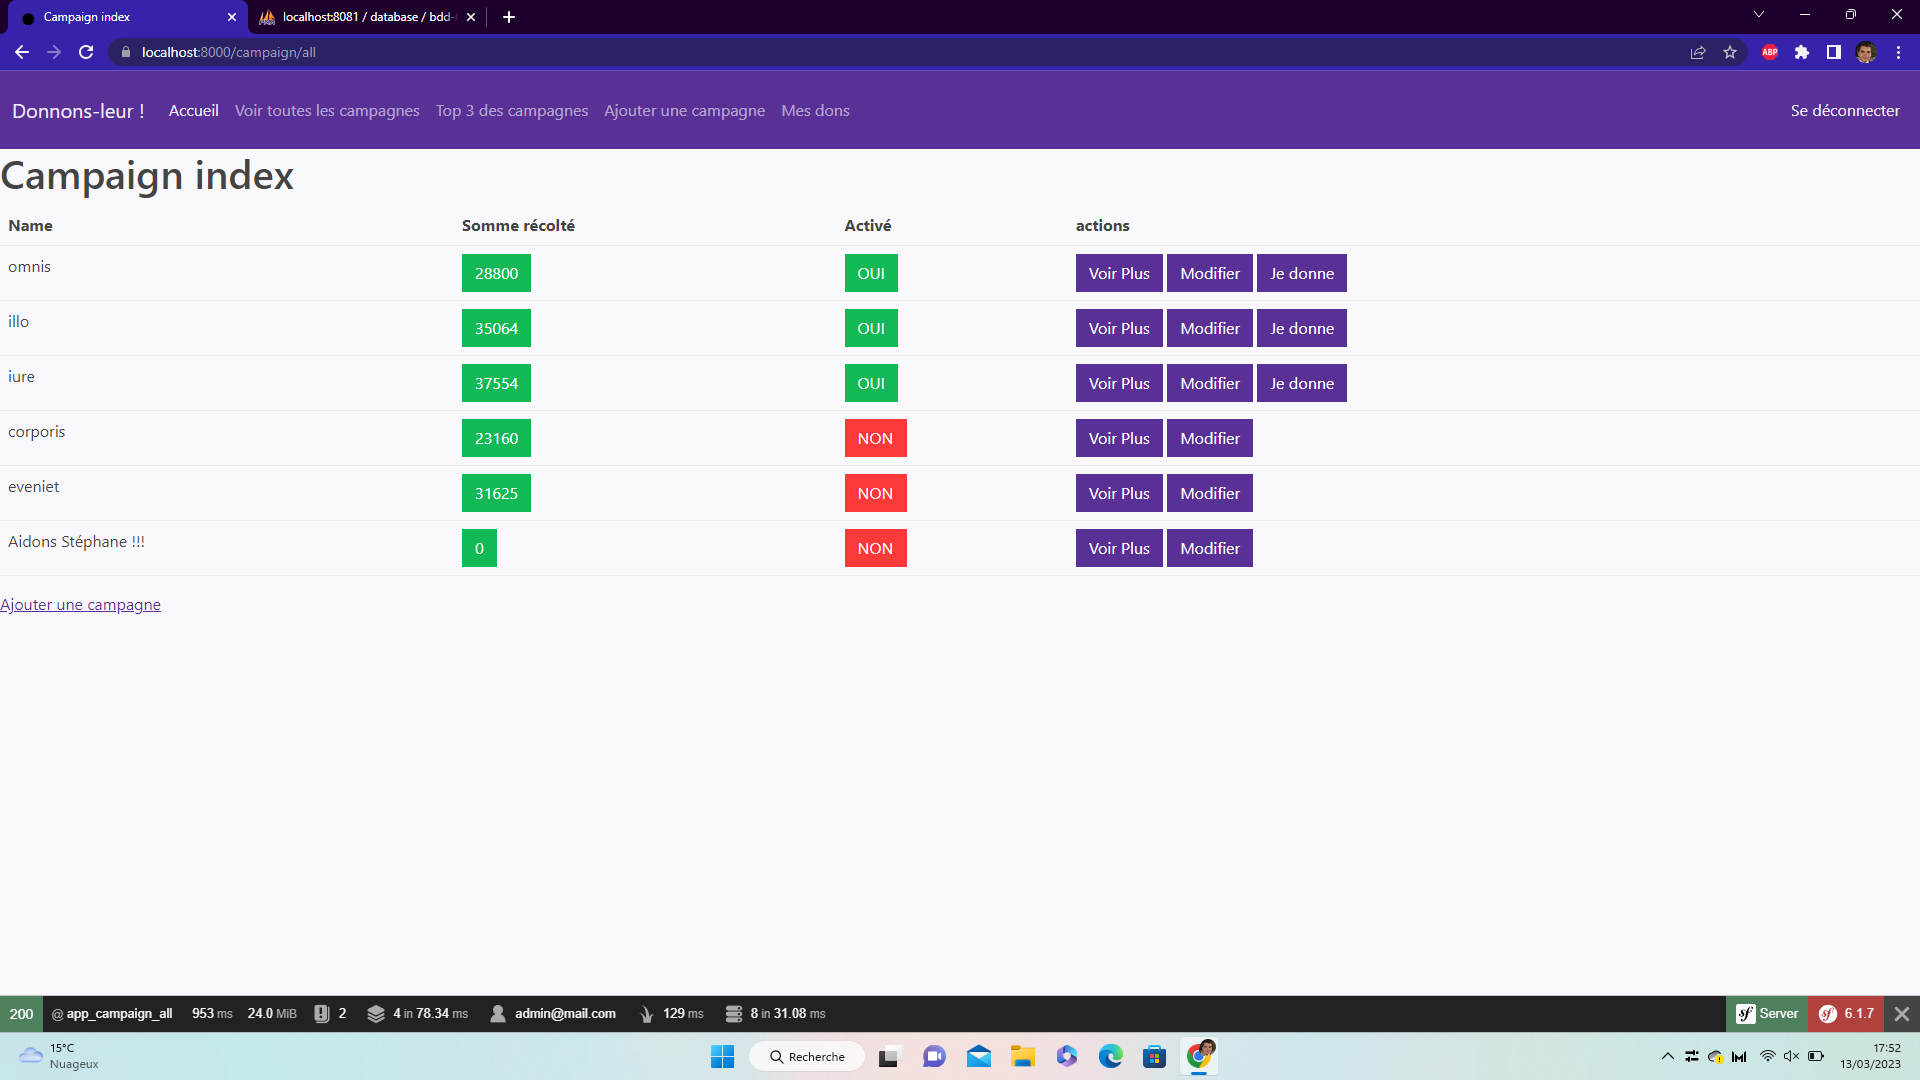 Campaign index
localhost:8081 / database / bdd-
localhost:8000/campaign/all
ABP
Donnons-leur ! Accueil Voir toutes les campagnes Top 3 des campagnes Ajouter une campagne Mes dons Se déconnecter
Campaign index
Name Somme récolté Activé actions
omnis 28800 OUI Voir Plus Modifier Je donne
illo 35064 OUI Voir Plus Modifier Je donne
iure 37554 OUI Voir Plus Modifier Je donne
corporis 23160 NON Voir Plus Modifier
eveniet 31625 NON Voir Plus Modifier
Aidons Stéphane !!! 0 NON Voir Plus Modifier
Ajouter une campagne
200 @ app_campaign_all 953 ms 24.0 MiB 2 4 in 78.34 ms admin@mail.com 129 ms 8 in 31.08 ms Server 6.1.7
15°C
Nuageux
Recherche
17:52
13/03/2023